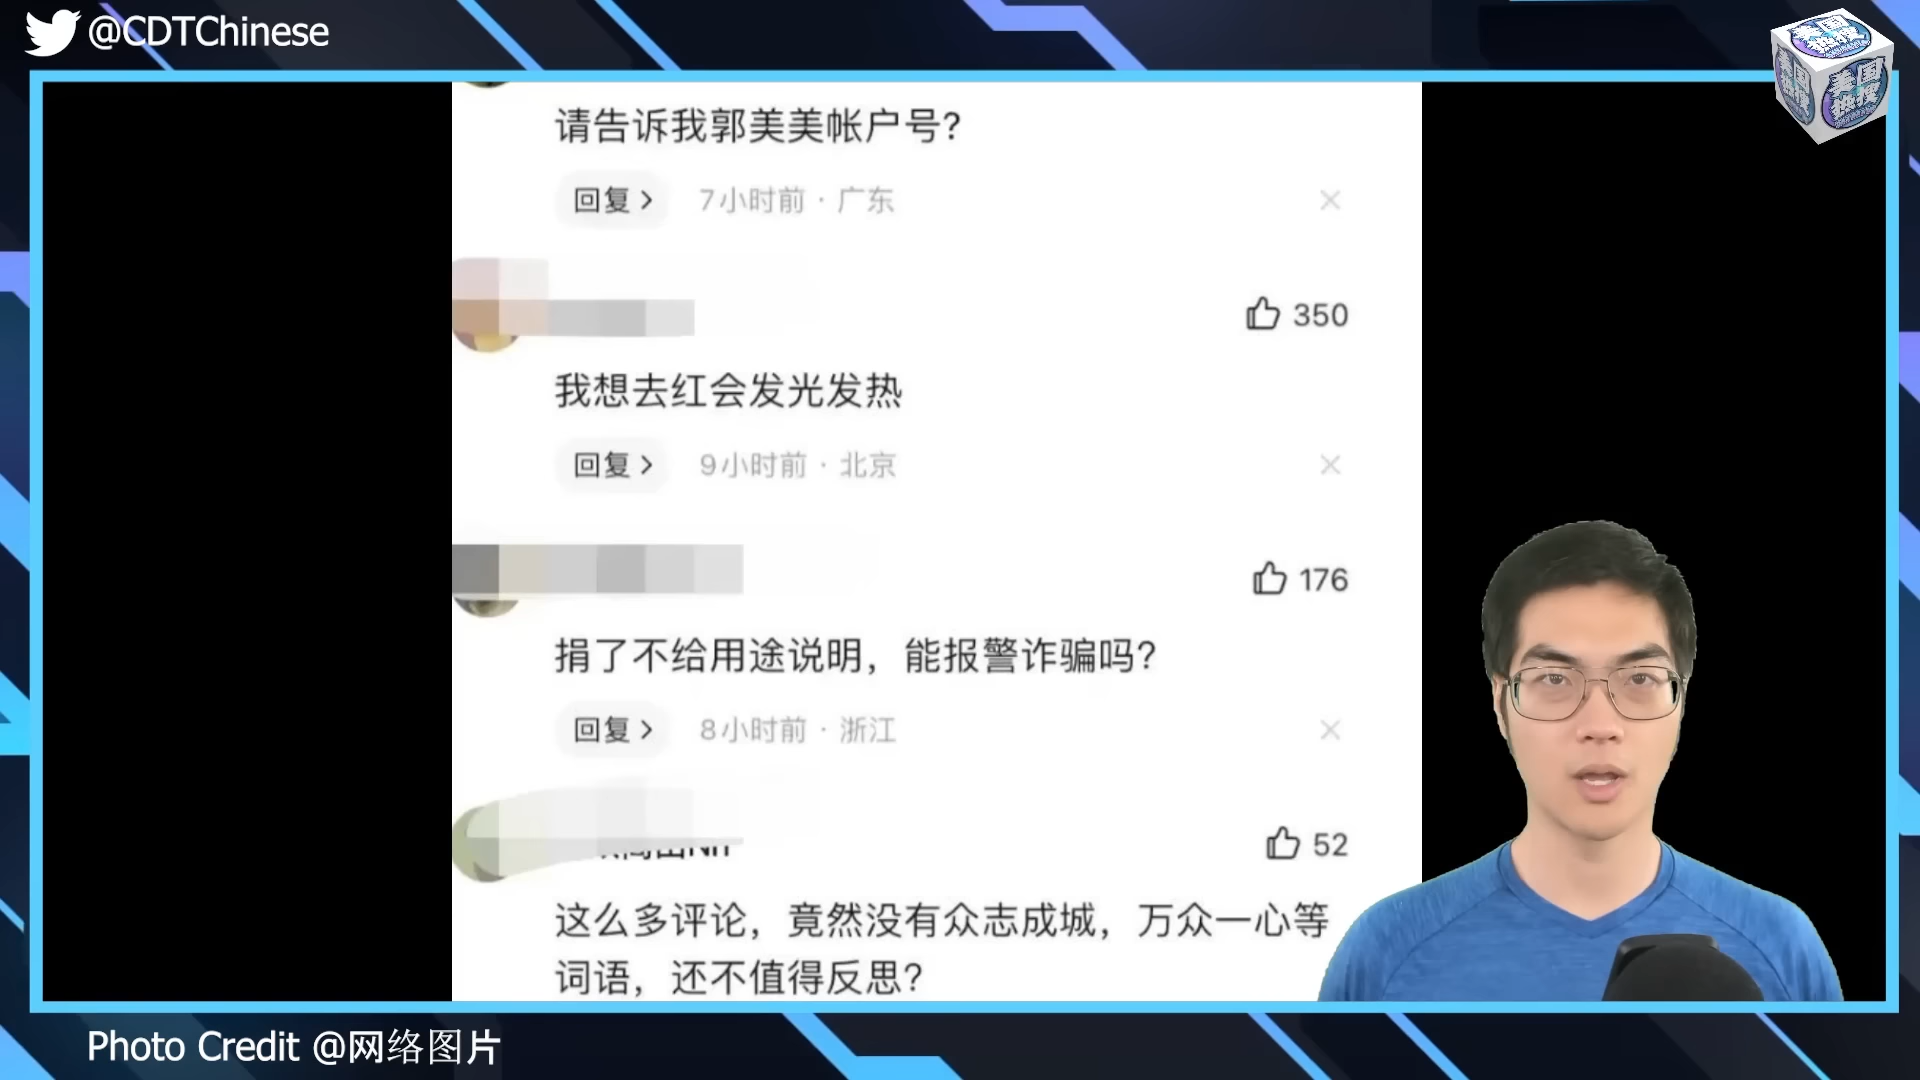 @CDTChinese
请告诉我郭美美帐户号?
回复 > 7小时前 · 广东
350
我想去红会发光发热
回复 > 9小时前 · 北京
176
捐了不给用途说明，能报警诈骗吗?
回复 > 8小时前 · 浙江
52
这么多评论，竟然没有众志成城，万众一心等
词语，还不值得反思?
Photo Credit @网络图片